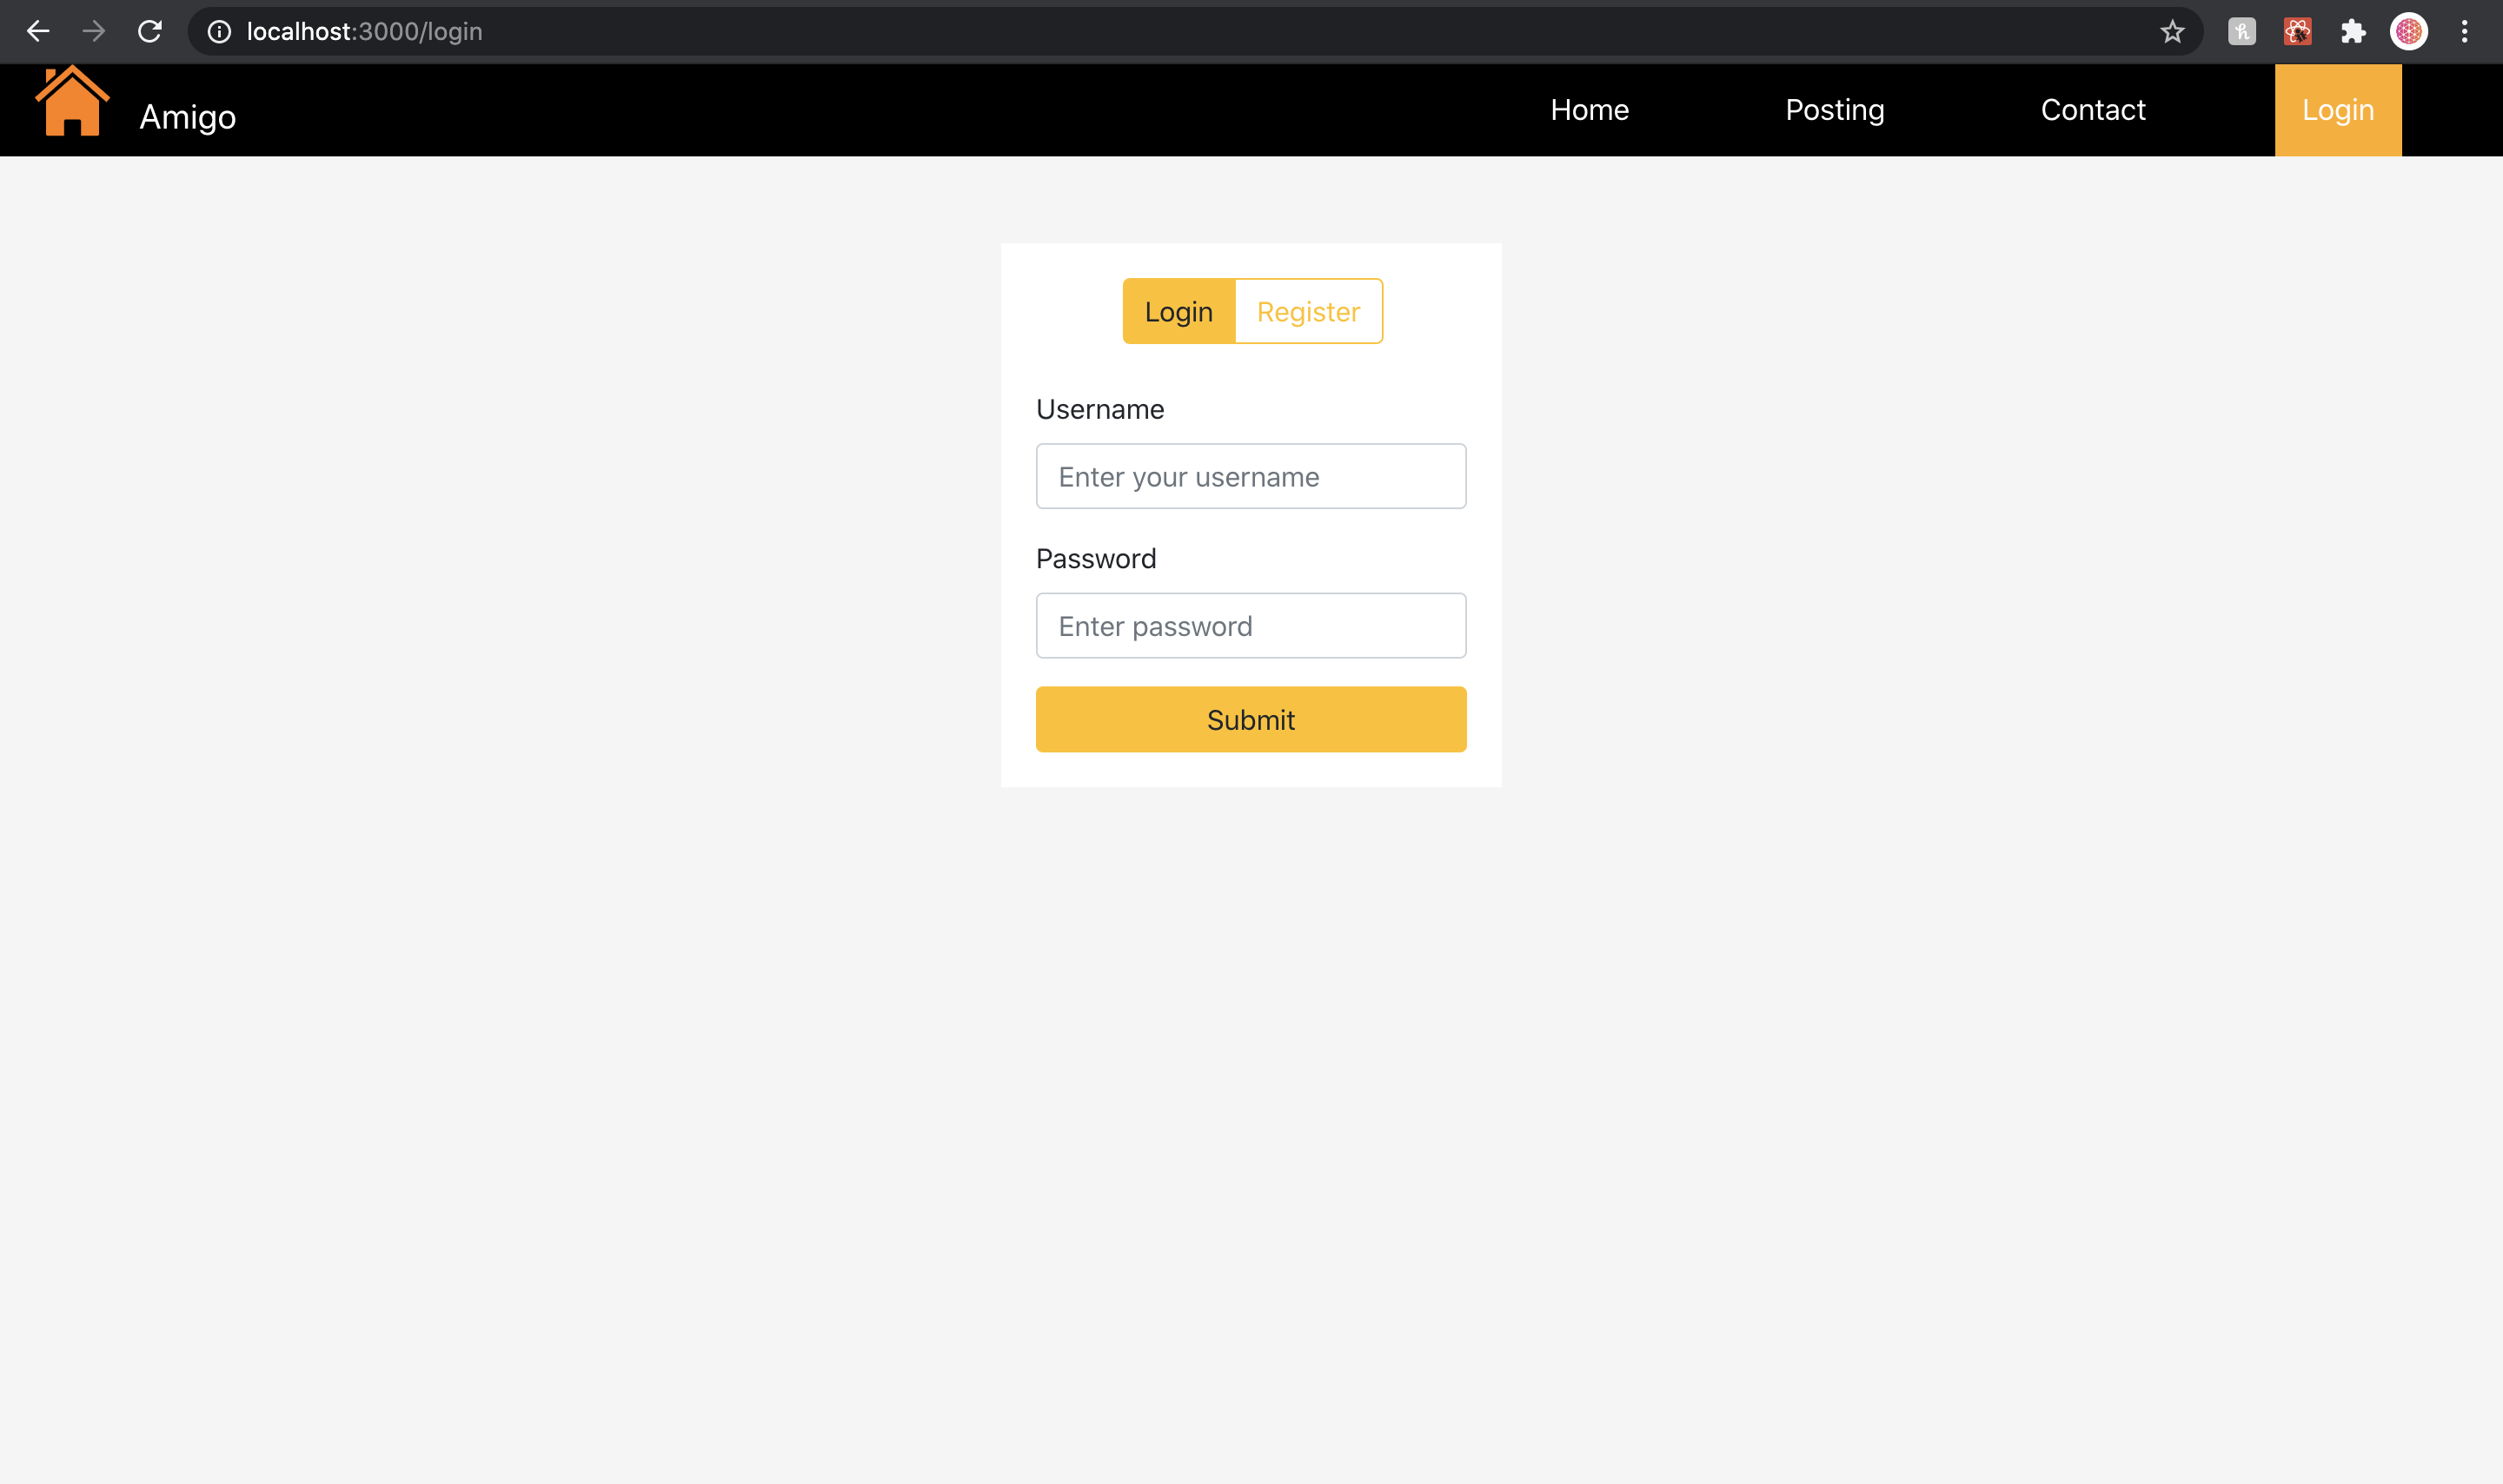 localhost:3000/login
Amigo
Home Posting Contact Login
Login Register
Username
Enter your username
Password
Enter password
Submit